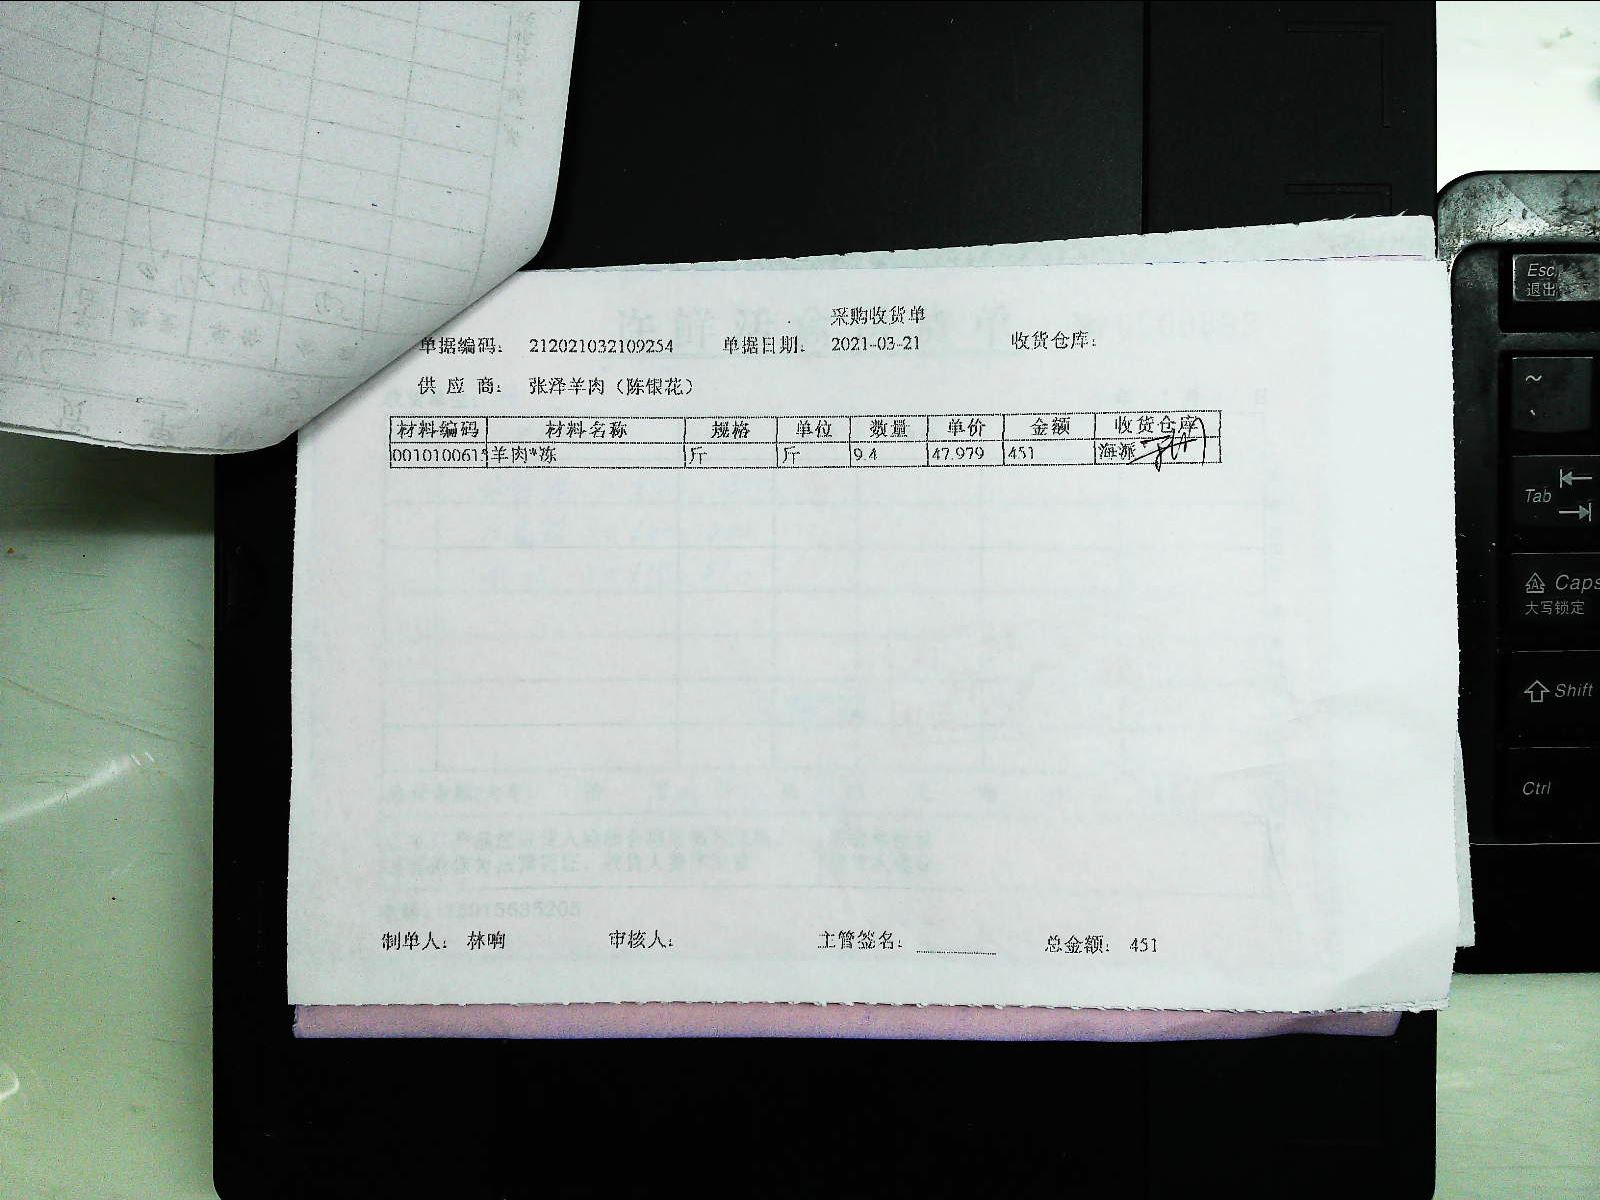 采购收货单
单据编码： 212021032109254 单据日期： 2021-03-21 收货仓库：
供 应 商： 张泽羊肉（陈银花）
材料编码 材料名称 规格 单位 数量 单价 金额 收货仓库
0010100615 羊肉*冻 斤 斤 9.4 47.979 451 海派
制单人： 林响 审核人： 主管签名： 总金额： 451
Esc
退出
~
Tab
Caps
大写锁定
Shift
Ctrl